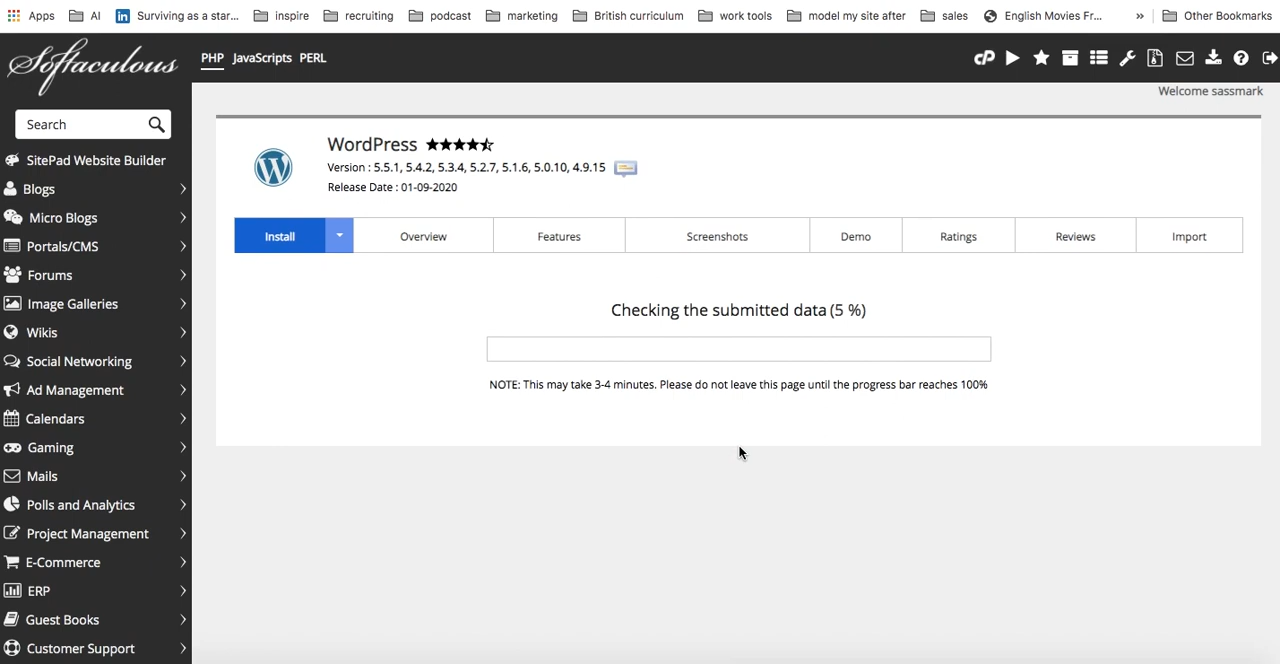 Apps AI Surviving as a star... inspire recruiting podcast marketing British curriculum work tools model my site after sales English Movies Fr... » Other Bookmarks
Softaculous PHP JavaScripts PERL cP
Welcome sassmark
Search
SitePad Website Builder
Blogs
Micro Blogs
Portals/CMS
Forums
Image Galleries
Wikis
Social Networking
Ad Management
Calendars
Gaming
Mails
Polls and Analytics
Project Management
E-Commerce
ERP
Guest Books
Customer Support
WordPress
Version : 5.5.1, 5.4.2, 5.3.4, 5.2.7, 5.1.6, 5.0.10, 4.9.15
Release Date : 01-09-2020
Install Overview Features Screenshots Demo Ratings Reviews Import
Checking the submitted data (5 %)
NOTE: This may take 3-4 minutes. Please do not leave this page until the progress bar reaches 100%